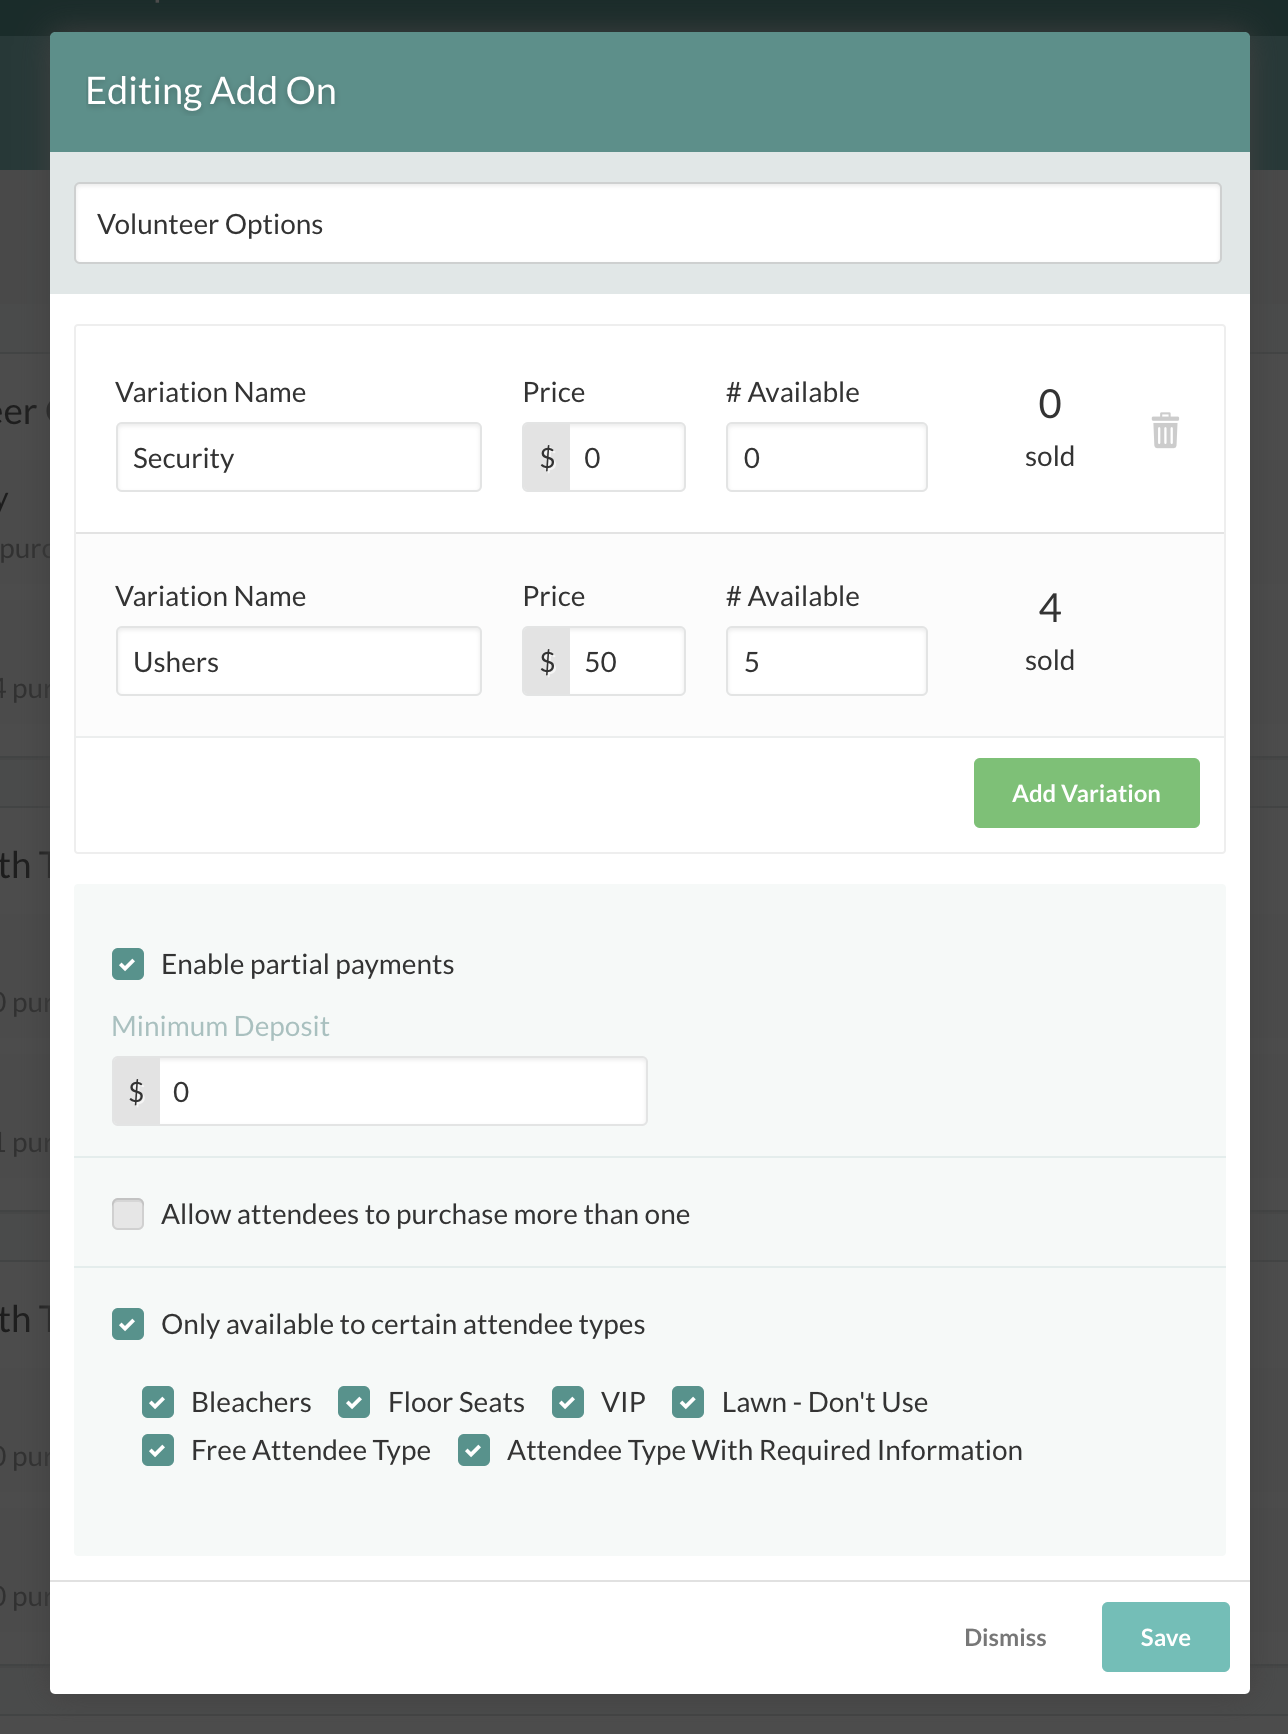 Editing Add On
Volunteer Options
Variation Name Price # Available 0
Security $ 0 0 sold
Variation Name Price # Available 4
Ushers $ 50 5 sold
Add Variation
Enable partial payments
Minimum Deposit
$ 0
Allow attendees to purchase more than one
Only available to certain attendee types
Bleachers Floor Seats VIP Lawn - Don't Use
Free Attendee Type Attendee Type With Required Information
Dismiss Save